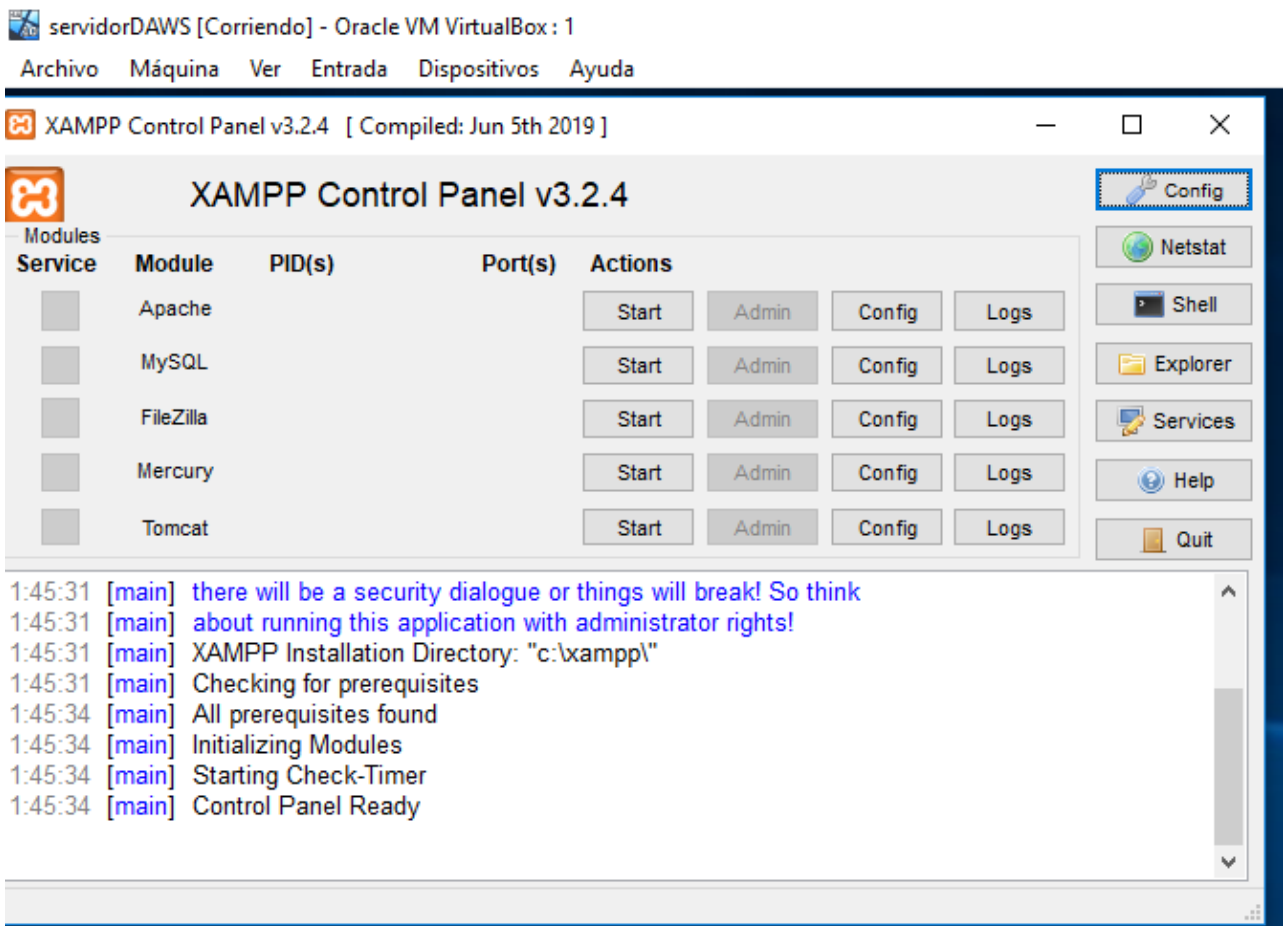 servidorDAWS [Corriendo] - Oracle VM VirtualBox : 1
Archivo Máquina Ver Entrada Dispositivos Ayuda
XAMPP Control Panel v3.2.4 [ Compiled: Jun 5th 2019 ]
XAMPP Control Panel v3.2.4
Config
Modules
Service Module PID(s) Port(s) Actions
Netstat
Apache Start Admin Config Logs
Shell
MySQL Start Admin Config Logs
Explorer
FileZilla Start Admin Config Logs
Services
Mercury Start Admin Config Logs
Help
Tomcat Start Admin Config Logs
Quit
1:45:31 [main] there will be a security dialogue or things will break! So think
1:45:31 [main] about running this application with administrator rights!
1:45:31 [main] XAMPP Installation Directory: "c:\xampp\"
1:45:31 [main] Checking for prerequisites
1:45:34 [main] All prerequisites found
1:45:34 [main] Initializing Modules
1:45:34 [main] Starting Check-Timer
1:45:34 [main] Control Panel Ready